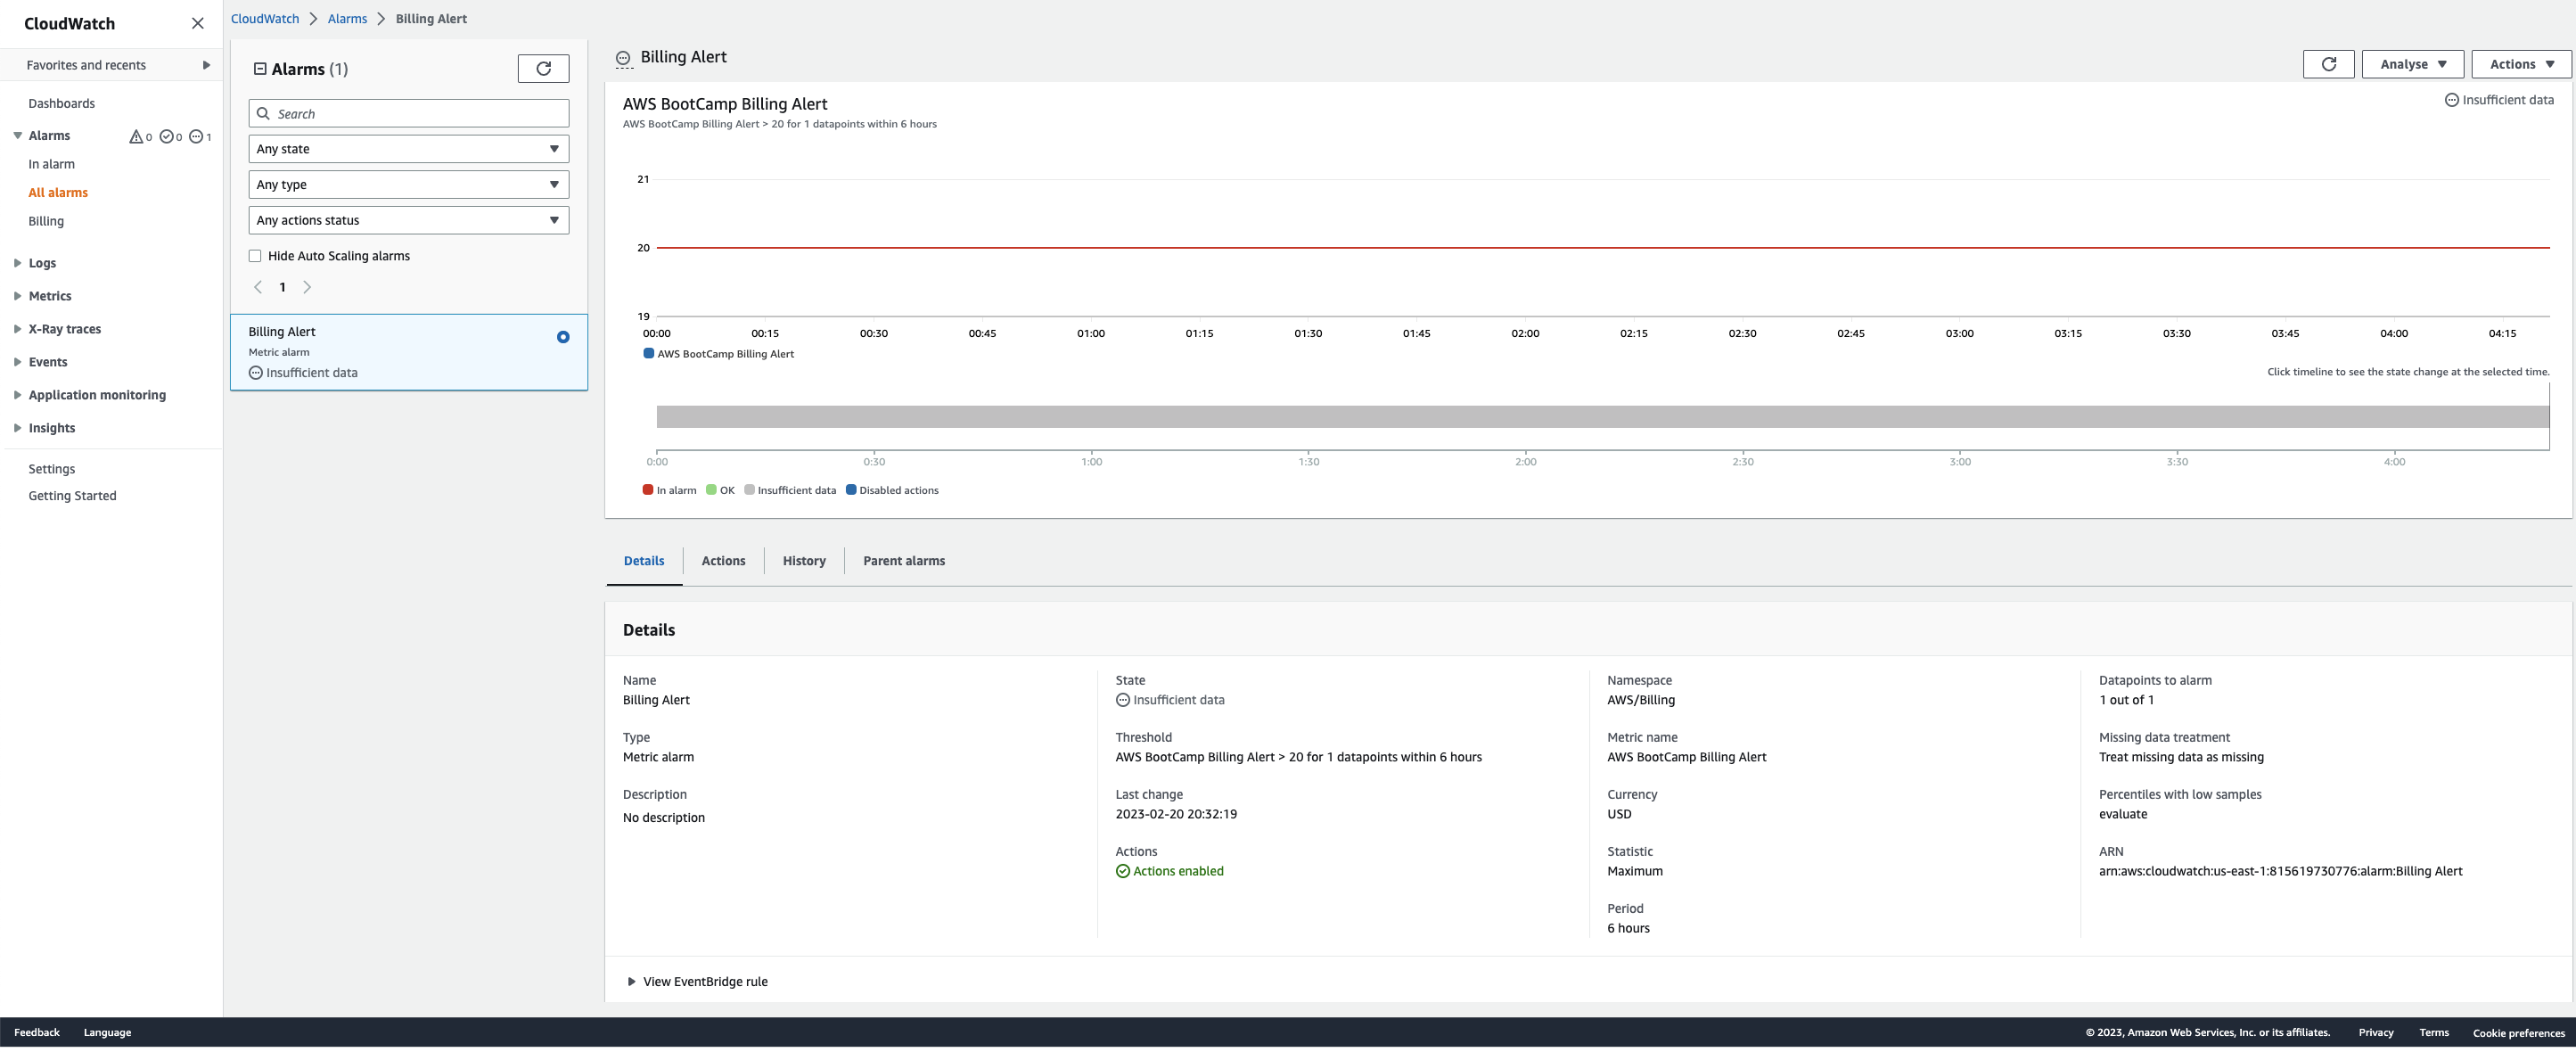 CloudWatch
Favorites and recents
Dashboards
Alarms 0 0 1
In alarm
All alarms
Billing
Logs
Metrics
X-Ray traces
Events
Application monitoring
Insights
Settings
Getting Started
CloudWatch Alarms Billing Alert
Alarms (1)
Search
Any state
Any type
Any actions status
Hide Auto Scaling alarms
1
Billing Alert
Metric alarm
Insufficient data
Billing Alert
Analyse Actions
AWS BootCamp Billing Alert
Insufficient data
AWS BootCamp Billing Alert > 20 for 1 datapoints within 6 hours
21
20
19
00:00 00:15 00:30 00:45 01:00 01:15 01:30 01:45 02:00 02:15 02:30 02:45 03:00 03:15 03:30 03:45 04:00 04:15
AWS BootCamp Billing Alert
Click timeline to see the state change at the selected time.
0:00 0:30 1:00 1:30 2:00 2:30 3:00 3:30 4:00
In alarm OK Insufficient data Disabled actions
Details Actions History Parent alarms
Details
Name
Billing Alert
Type
Metric alarm
Description
No description
State
Insufficient data
Threshold
AWS BootCamp Billing Alert > 20 for 1 datapoints within 6 hours
Last change
2023-02-20 20:32:19
Actions
Actions enabled
Namespace
AWS/Billing
Metric name
AWS BootCamp Billing Alert
Currency
USD
Statistic
Maximum
Period
6 hours
Datapoints to alarm
1 out of 1
Missing data treatment
Treat missing data as missing
Percentiles with low samples
evaluate
ARN
arn:aws:cloudwatch:us-east-1:815619730776:alarm:Billing Alert
View EventBridge rule
Feedback Language © 2023, Amazon Web Services, Inc. or its affiliates. Privacy Terms Cookie preferences